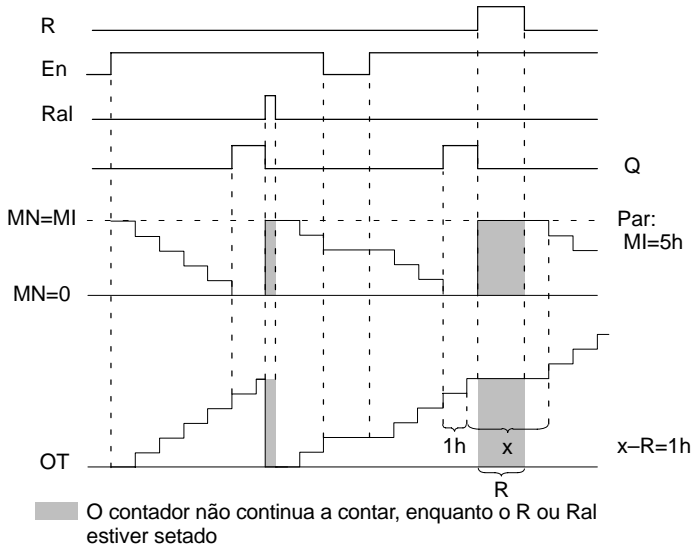 R
En
Ral
Q
MN=MI
Par:
MI=5h
MN=0
1h
x
x–R=1h
OT
R
O contador não continua a contar, enquanto o R ou Ral
estiver setado